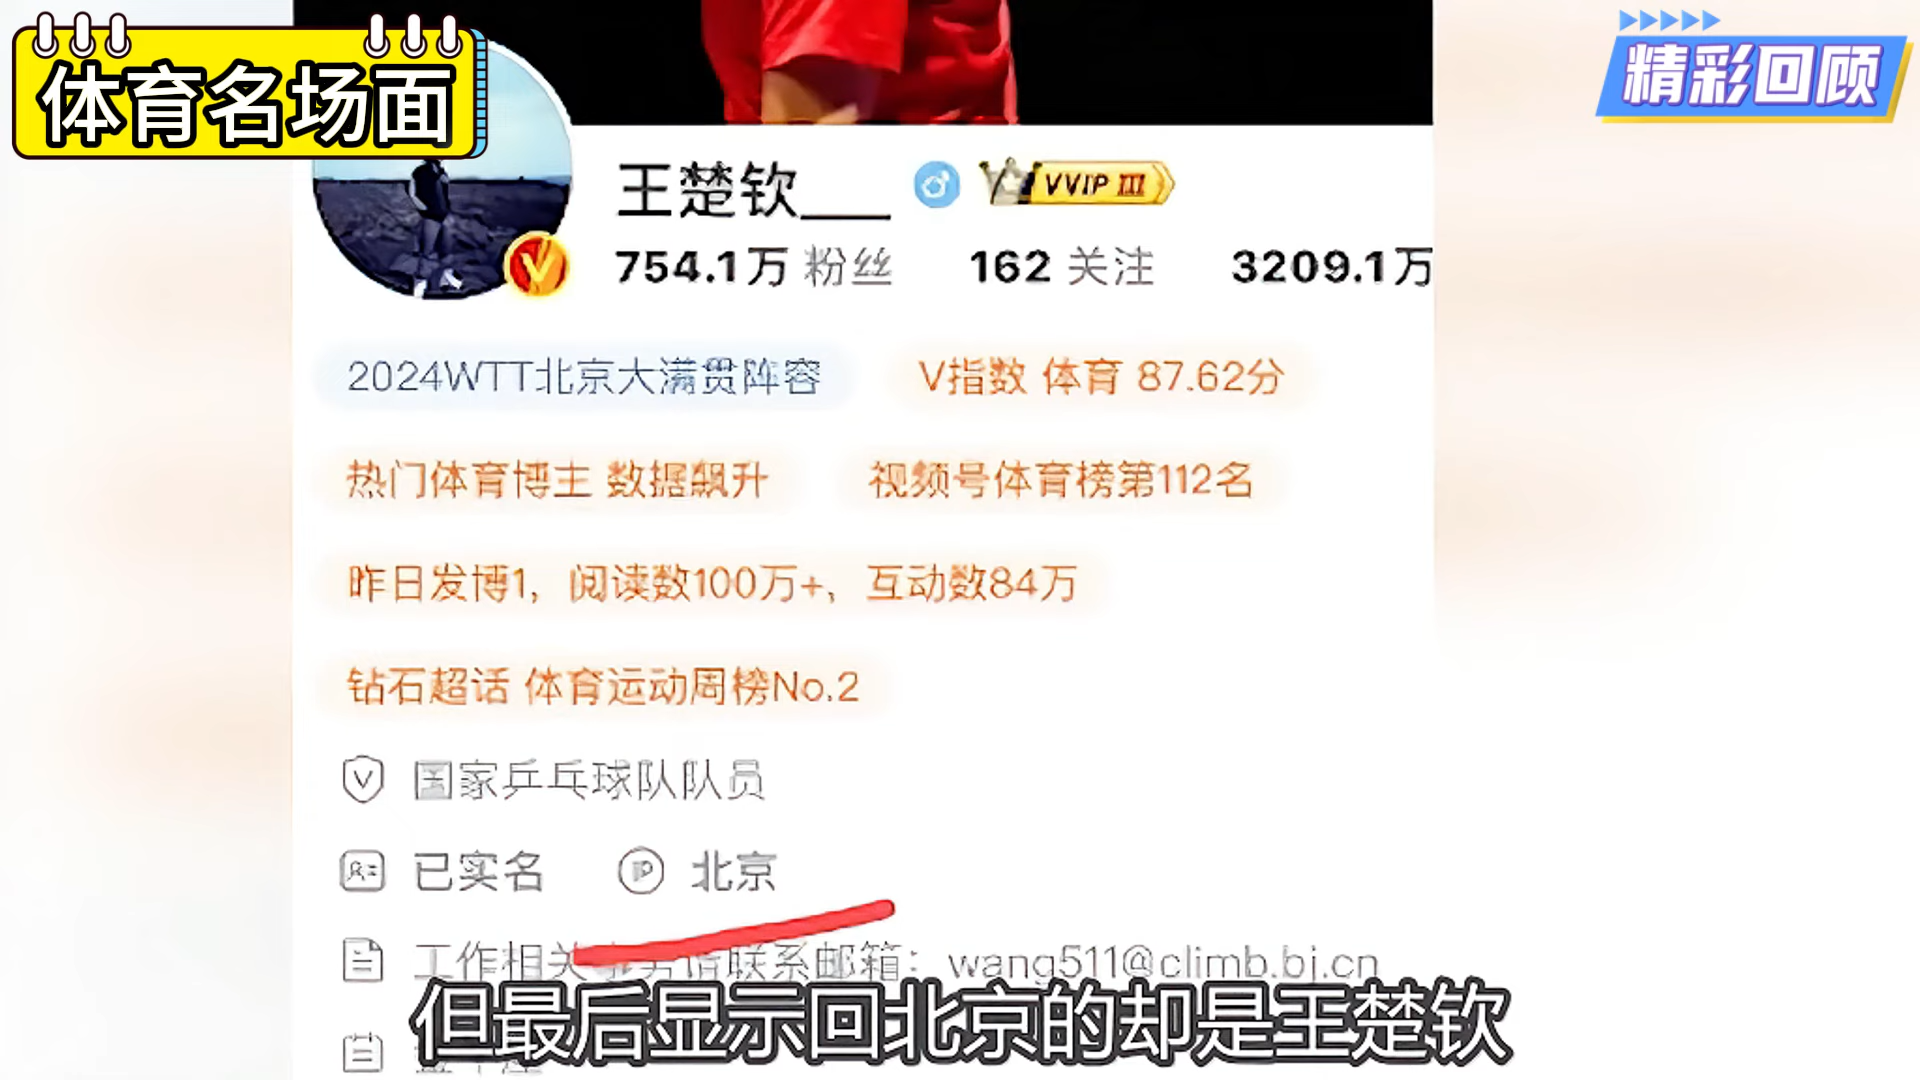 体育名场面
精彩回顾
王楚钦___
VVIP III
754.1万 粉丝 162 关注 3209.1万
2024WTT北京大满贯阵容 V指数 体育 87.62分
热门体育博主 数据飙升 视频号体育榜第112名
昨日发博1，阅读数100万+，互动数84万
钻石超话 体育运动周榜No.2
国家乒乓球队队员
已实名 IP 北京
工作相关事务请联系邮箱：wang511@climb.bj.cn
但最后显示回北京的却是王楚钦